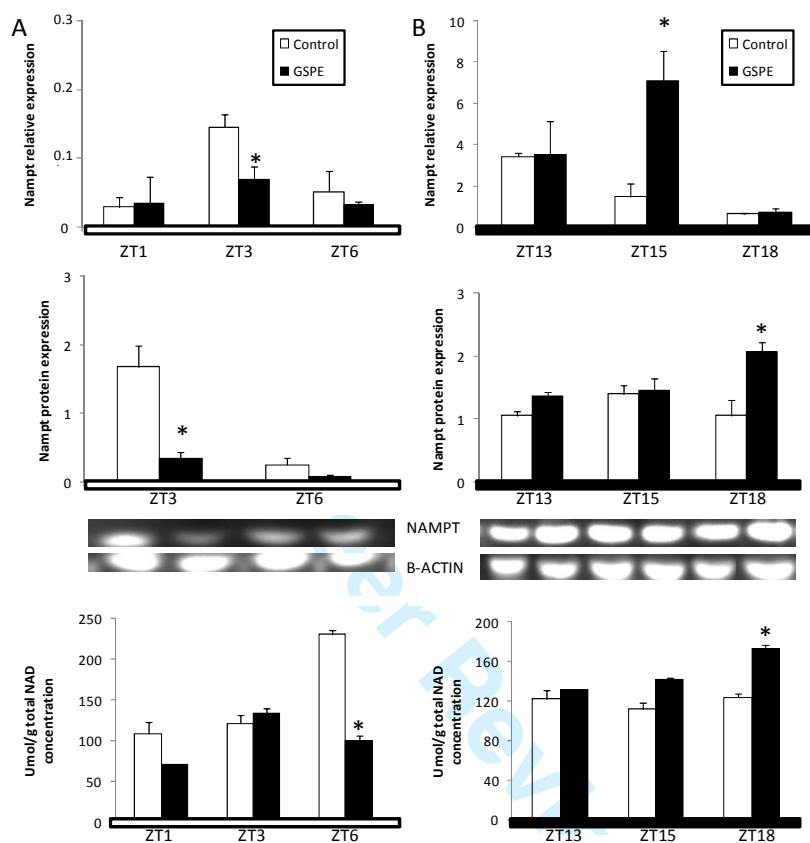 A
0.3
0.2
0.1
0
Nampt relative expression
Control
GSPE
*
ZT1 ZT3 ZT6
B
10
8
6
4
2
0
Nampt relative expression
Control
GSPE
*
ZT13 ZT15 ZT18
3
2
1
0
Nampt protein expression
*
ZT3 ZT6
3
2
1
0
Nampt protein expression
*
ZT13 ZT15 ZT18
NAMPT
B-ACTIN
250
200
150
100
50
0
Umol/g total NAD
concentration
*
ZT1 ZT3 ZT6
200
160
120
80
40
0
Umol/g total NAD
concentration
*
ZT13 ZT15 ZT18